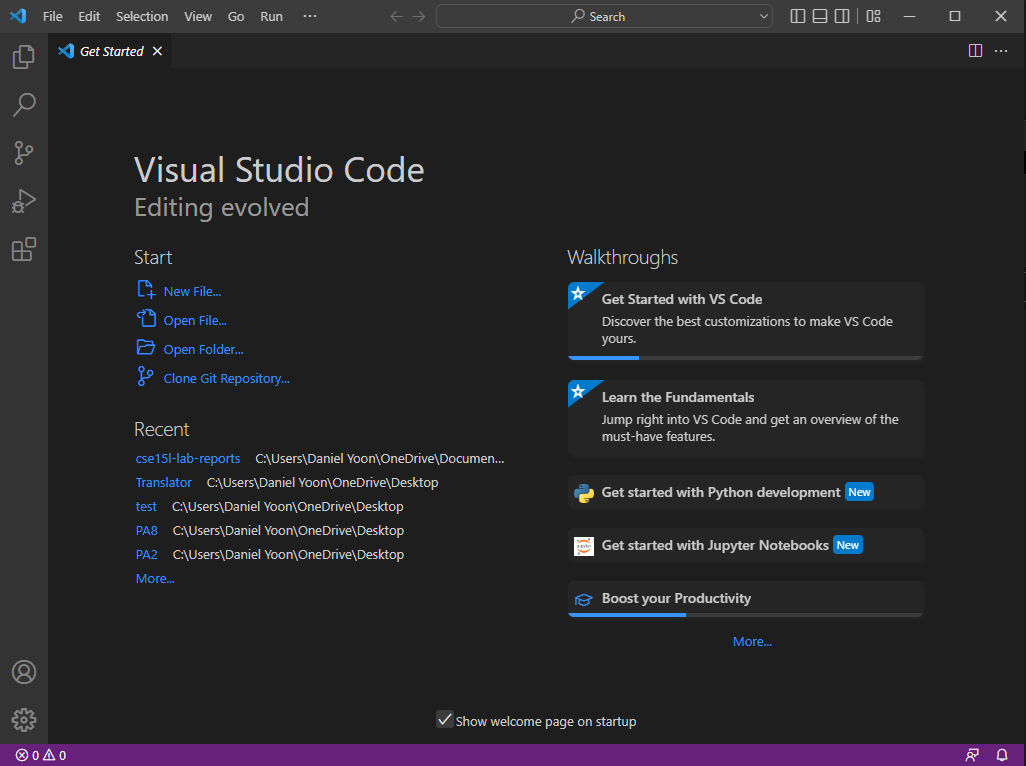 File Edit Selection View Go Run ··· Search
Get Started
Visual Studio Code
Editing evolved
Start
New File...
Open File...
Open Folder...
Clone Git Repository...
Recent
cse15l-lab-reports C:\Users\Daniel Yoon\OneDrive\Documen...
Translator C:\Users\Daniel Yoon\OneDrive\Desktop
test C:\Users\Daniel Yoon\OneDrive\Desktop
PA8 C:\Users\Daniel Yoon\OneDrive\Desktop
PA2 C:\Users\Daniel Yoon\OneDrive\Desktop
More...
Walkthroughs
Get Started with VS Code
Discover the best customizations to make VS Code
yours.
Learn the Fundamentals
Jump right into VS Code and get an overview of the
must-have features.
Get started with Python development New
Get started with Jupyter Notebooks New
Boost your Productivity
More...
Show welcome page on startup
0 0